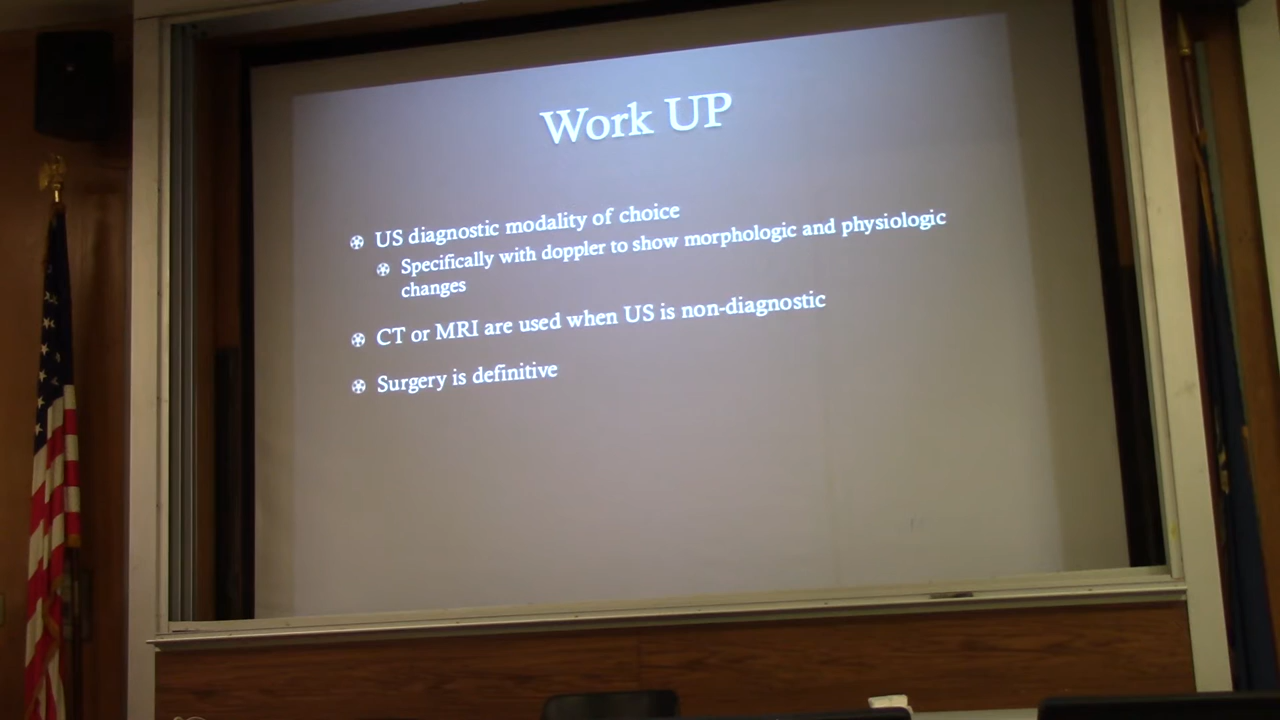 Work UP
US diagnostic modality of choice
Specifically with doppler to show morphologic and physiologic
changes
CT or MRI are used when US is non-diagnostic
Surgery is definitive